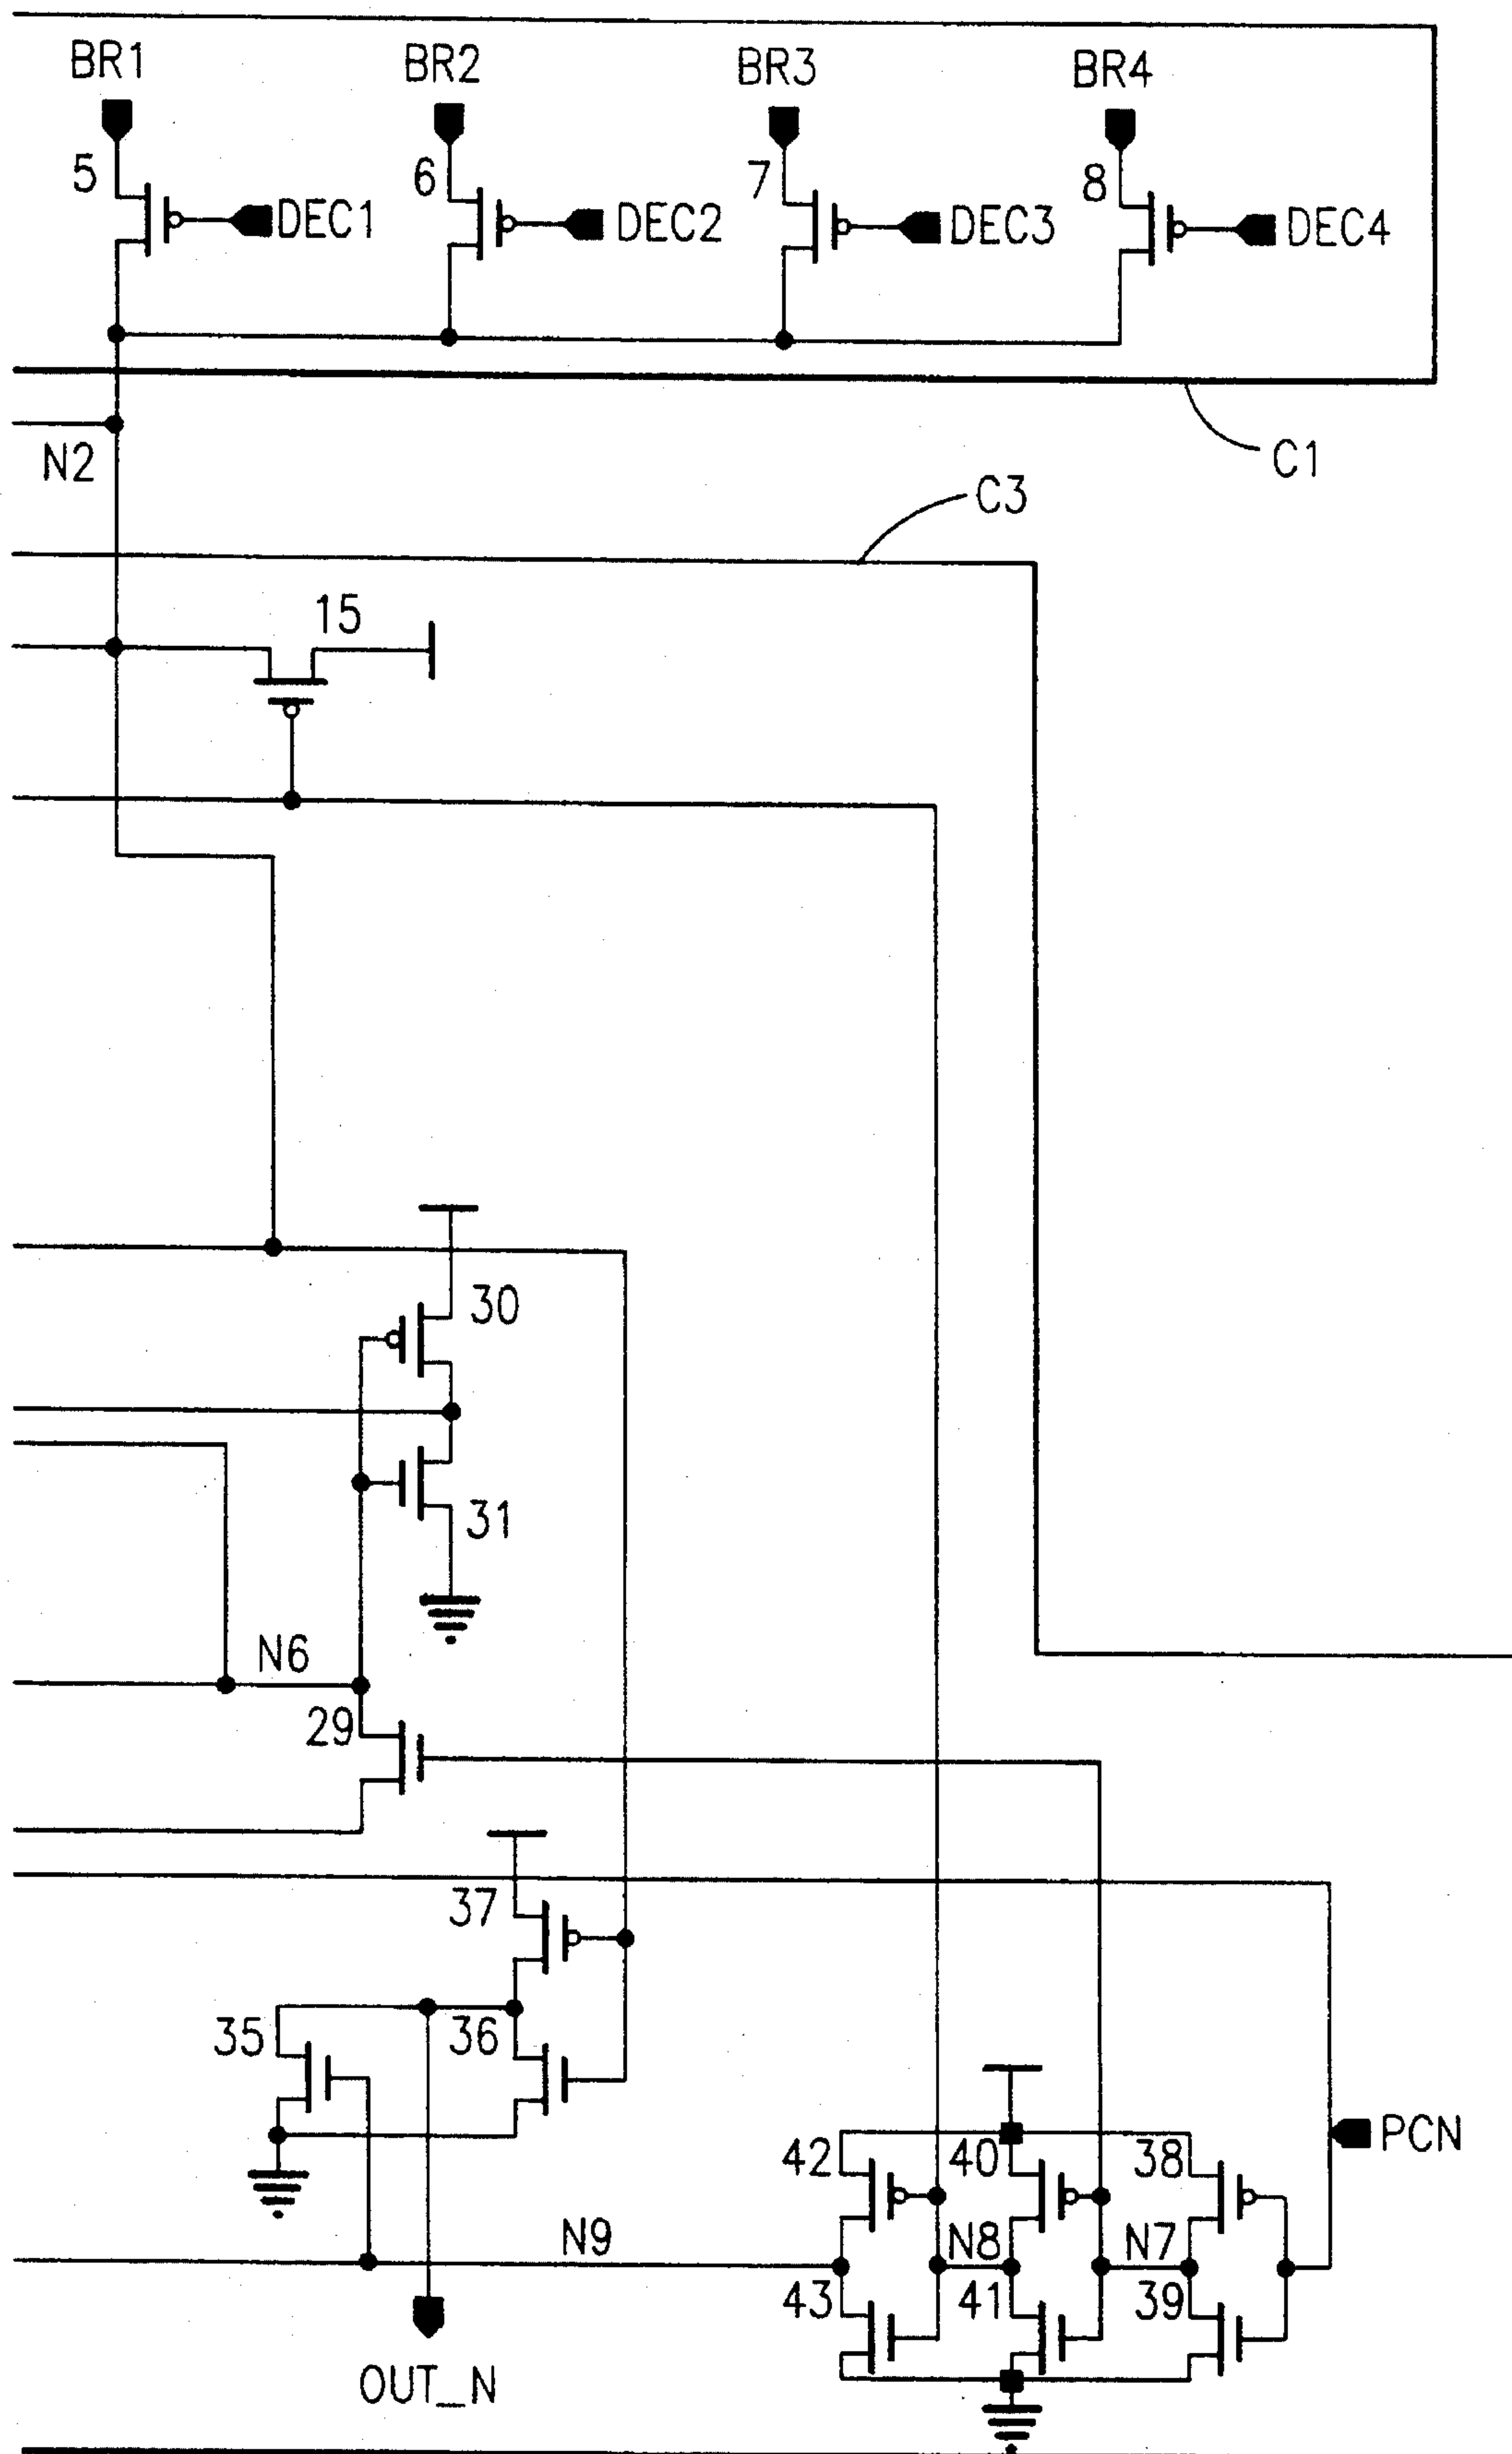 BR1 BR2 BR3 BR4
5 6 7 8
DEC1 DEC2 DEC3 DEC4
N2
C1
C3
15
30
31
N6
29
37
35 36
PCN
42 40 38
N9 N8 N7
43 41 39
OUT_N